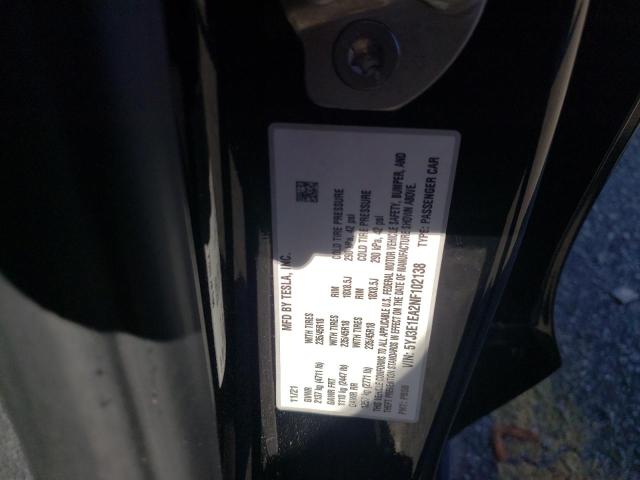 MFD BY TESLA, INC.
11/21
GVWR
2137 kg (4711 lb) WITH TIRES 235/45R18 RIM 18X8.5J COLD TIRE PRESSURE 290 kPa, 42 psi
GAWR FRT
1110 kg (2447 lb) WITH TIRES 235/45R18 RIM 18X8.5J COLD TIRE PRESSURE 290 kPa, 42 psi
GAWR RR
kg (2771 lb)
THIS VEHICLE CONFORMS TO ALL APPLICABLE U.S. FEDERAL MOTOR VEHICLE SAFETY, BUMPER, AND
THEFT PREVENTION STANDARDS IN EFFECT ON THE DATE OF MANUFACTURE SHOWN ABOVE.
VIN: 5YJ3E1EA2NF102138 TYPE: PASSENGER CAR
PNT: